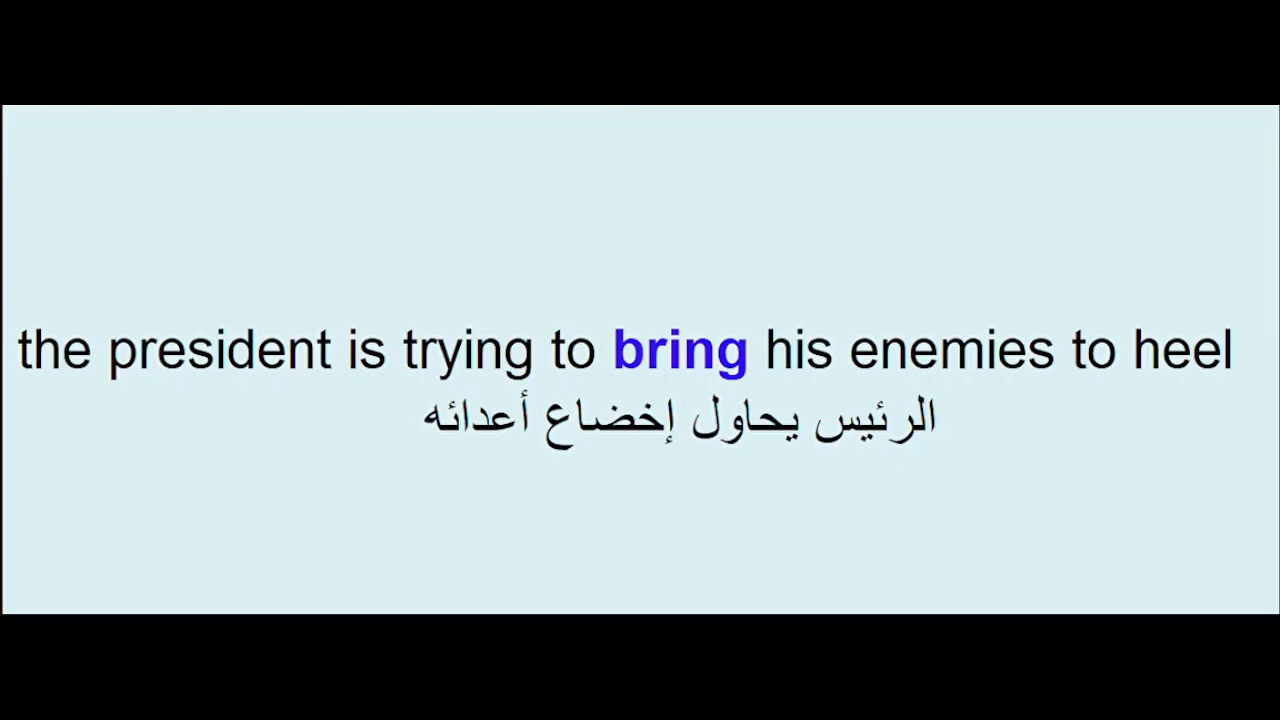 the president is trying to bring his enemies to heel
الرئيس يحاول إخضاع أعدائه